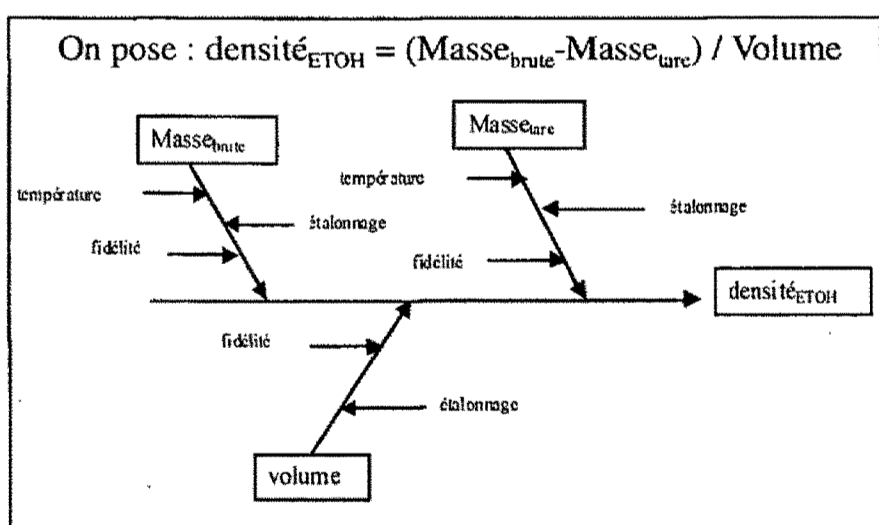 On pose : densité_ETOH = (Masse_brute-Masse_tare) / Volume
Masse_brute
Masse_tare
température
étalonnage
fidélité
température
étalonnage
fidélité
densité_ETOH
fidélité
étalonnage
volume